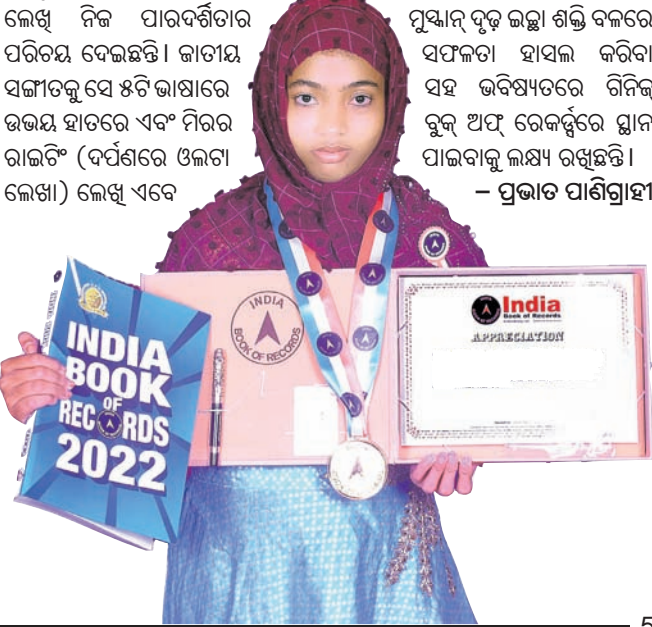 ଲେଖି ନିଜ ପାରଦର୍ଶିତାର
ପରିଚୟ ଦେଇଛନ୍ତି। ଜାତୀୟ
ସଙ୍ଗୀତକୁ ସେ ୫ଟି ଭାଷାରେ
ଉଭୟ ହାତରେ ଏବଂ ମିରର
ରାଇଟିଂ (ଦର୍ପଣରେ ଓଲଟା
ଲେଖା) ଲେଖି ଏବେ
ମୁସ୍କାନ୍ ଦୃଢ଼ ଇଚ୍ଛା ଶକ୍ତି ବଳରେ
ସଫଳତା ହାସଲ କରିବା
ସହ ଭବିଷ୍ୟତରେ ଗିନିଜ୍
ବୁକ୍ ଅଫ୍ ରେକର୍ଡ୍ସରେ ସ୍ଥାନ
ପାଇବାକୁ ଲକ୍ଷ୍ୟ ରଖିଛନ୍ତି।
– ପ୍ରଭାତ ପାଣିଗ୍ରାହୀ
INDIA
BOOK
OF
RECORDS
2022
INDIA
BOOK OF RECORDS
INDIA
India
Book of Records
APPRECIATION
5